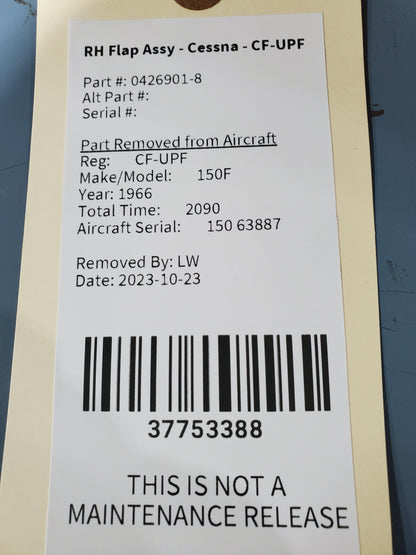 RH Flap Assy - Cessna - CF-UPF
Part #: 0426901-8
Alt Part #:
Serial #:
Part Removed from Aircraft
Reg: CF-UPF
Make/Model: 150F
Year: 1966
Total Time: 2090
Aircraft Serial: 150 63887
Removed By: LW
Date: 2023-10-23
37753388
THIS IS NOT A
MAINTENANCE RELEASE